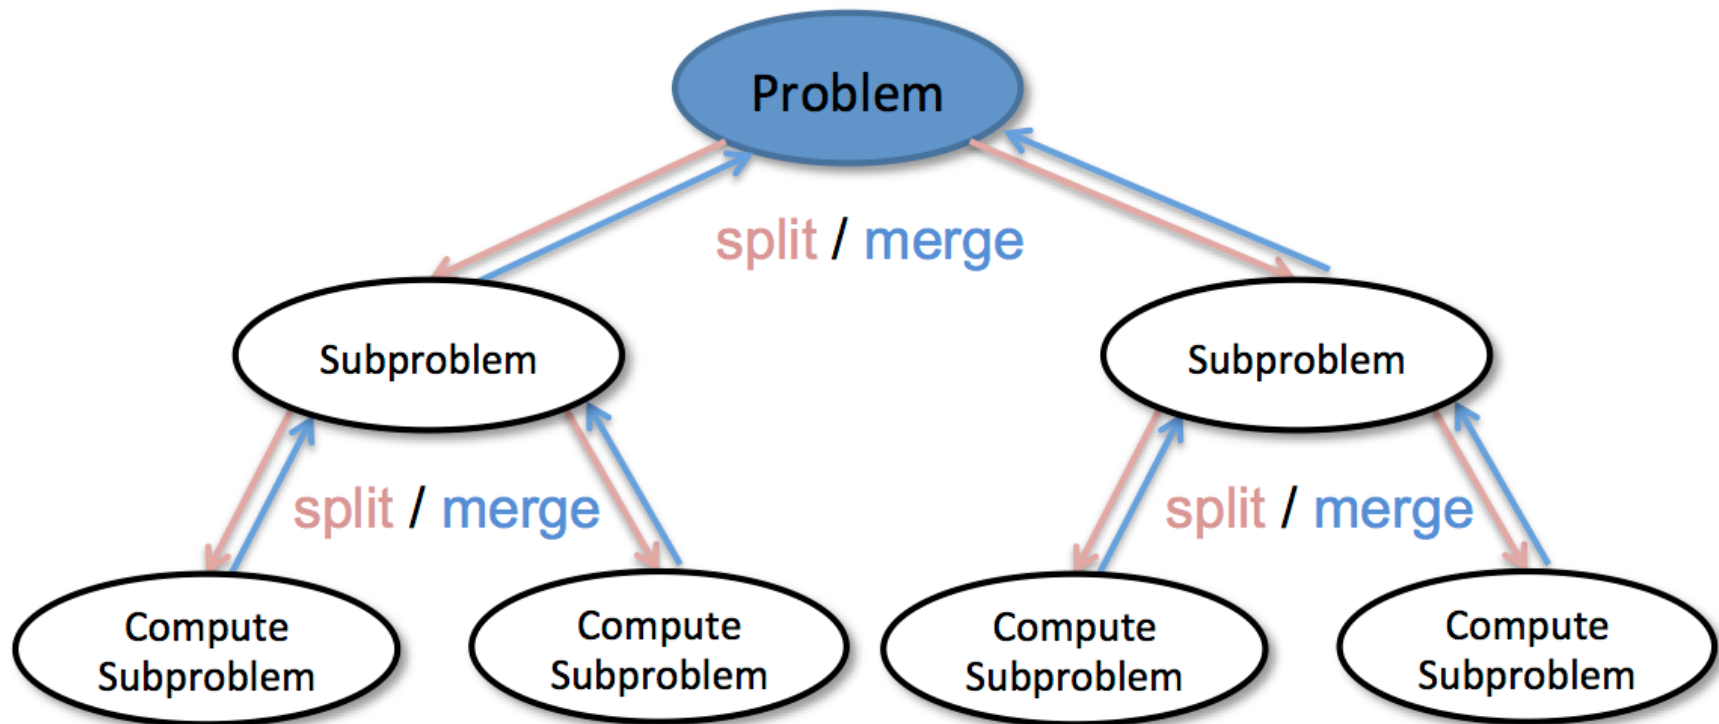 Problem
split / merge
Subproblem
Subproblem
split / merge
split / merge
Compute
Subproblem
Compute
Subproblem
Compute
Subproblem
Compute
Subproblem